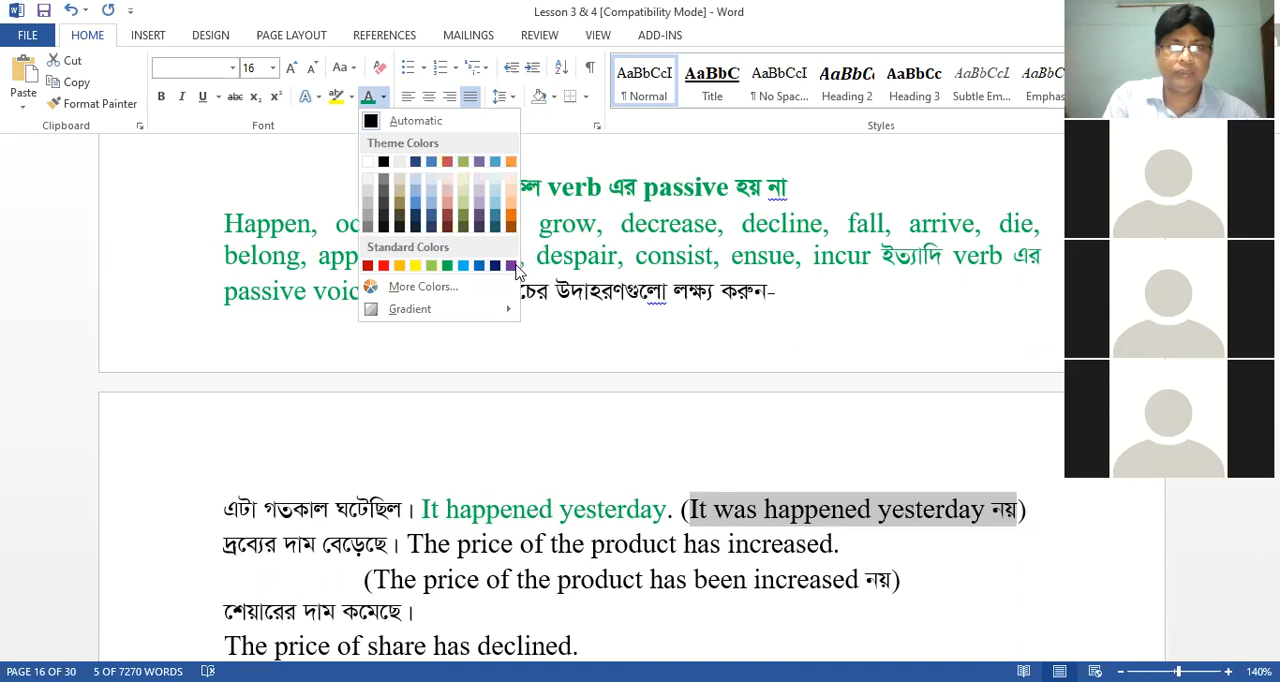 Lesson 3 & 4 [Compatibility Mode] - Word
FILE HOME INSERT DESIGN PAGE LAYOUT REFERENCES MAILINGS REVIEW VIEW ADD-INS
Paste
Cut
Copy
Format Painter
16
Aa
B I U abc x₂ x²
AaBbCcI AaBbC AaBbCcI AaBbC AaBbCc AaBbCcL AaBbC
¶ Normal Title ¶ No Spac... Heading 2 Heading 3 Subtle Em... Emphas
Clipboard Font Styles
Automatic
Theme Colors
Standard Colors
More Colors...
Gradient
verb এর passive হয় না
Happen, grow, decrease, decline, fall, arrive, die,
belong, despair, consist, ensue, incur ইত্যাদি verb এর
passive উদাহরণগুলো লক্ষ্য করুন-
এটা গতকাল ঘটেছিল। It happened yesterday. (It was happened yesterday নয়)
দ্রব্যের দাম বেড়েছে। The price of the product has increased.
(The price of the product has been increased নয়)
শেয়ারের দাম কমেছে।
The price of share has declined.
PAGE 16 OF 30 5 OF 7270 WORDS 140%